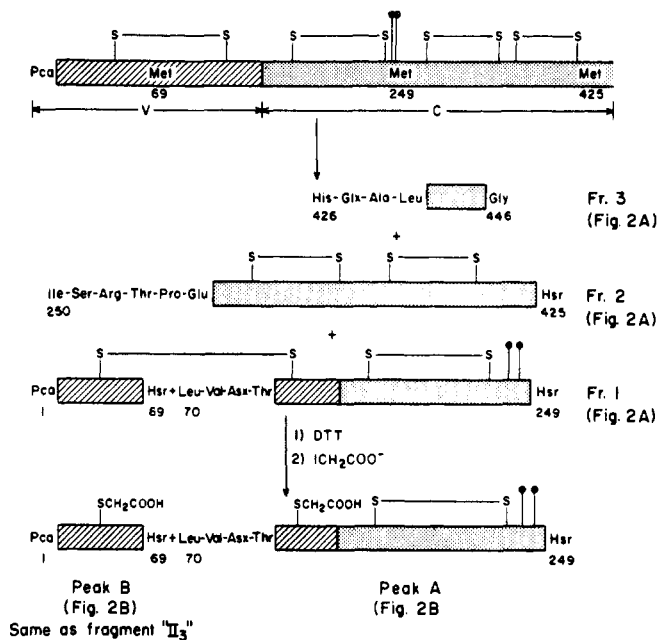 S S S S S S S S
Pca Met Met Met
69 249 425
V C
His-Glx-Ala-Leu Gly Fr. 3
426 446 (Fig. 2A)
+
S S S S
Ile-Ser-Arg-Thr-Pro-Glu Hsr Fr. 2
250 425 (Fig. 2A)
+
S S S S
Pca Hsr+Leu-Val-Asx-Thr Hsr Fr. 1
1 69 70 249 (Fig. 2A)
1) DTT
2) ICH₂COO⁻
SCH₂COOH SCH₂COOH S S
Pca Hsr+Leu-Val-Asx-Thr Hsr
1 69 70 249
Peak B Peak A
(Fig. 2B) (Fig. 2B
Same as fragment "II₃"